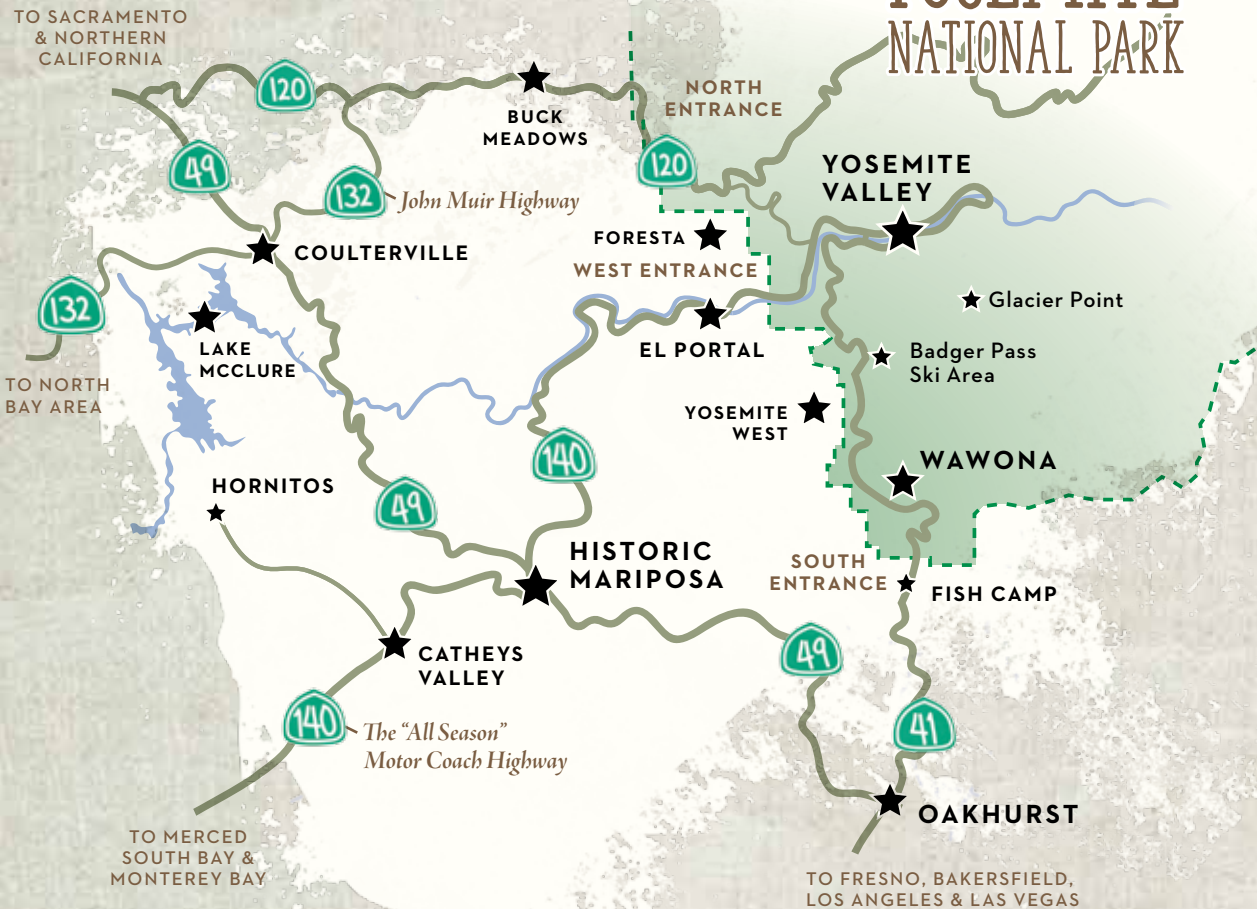 YOSEMITE
NATIONAL PARK
TO SACRAMENTO
& NORTHERN
CALIFORNIA
120
BUCK
MEADOWS
NORTH
ENTRANCE
120
49
132
John Muir Highway
YOSEMITE
VALLEY
COULTERVILLE
FORESTA
WEST ENTRANCE
132
LAKE
MCCLURE
EL PORTAL
Glacier Point
Badger Pass
Ski Area
TO NORTH
BAY AREA
YOSEMITE
WEST
140
WAWONA
HORNITOS
49
HISTORIC
MARIPOSA
SOUTH
ENTRANCE
FISH CAMP
CATHEYS
VALLEY
49
140
The “All Season”
Motor Coach Highway
41
OAKHURST
TO MERCED
SOUTH BAY &
MONTEREY BAY
TO FRESNO, BAKERSFIELD,
LOS ANGELES & LAS VEGAS